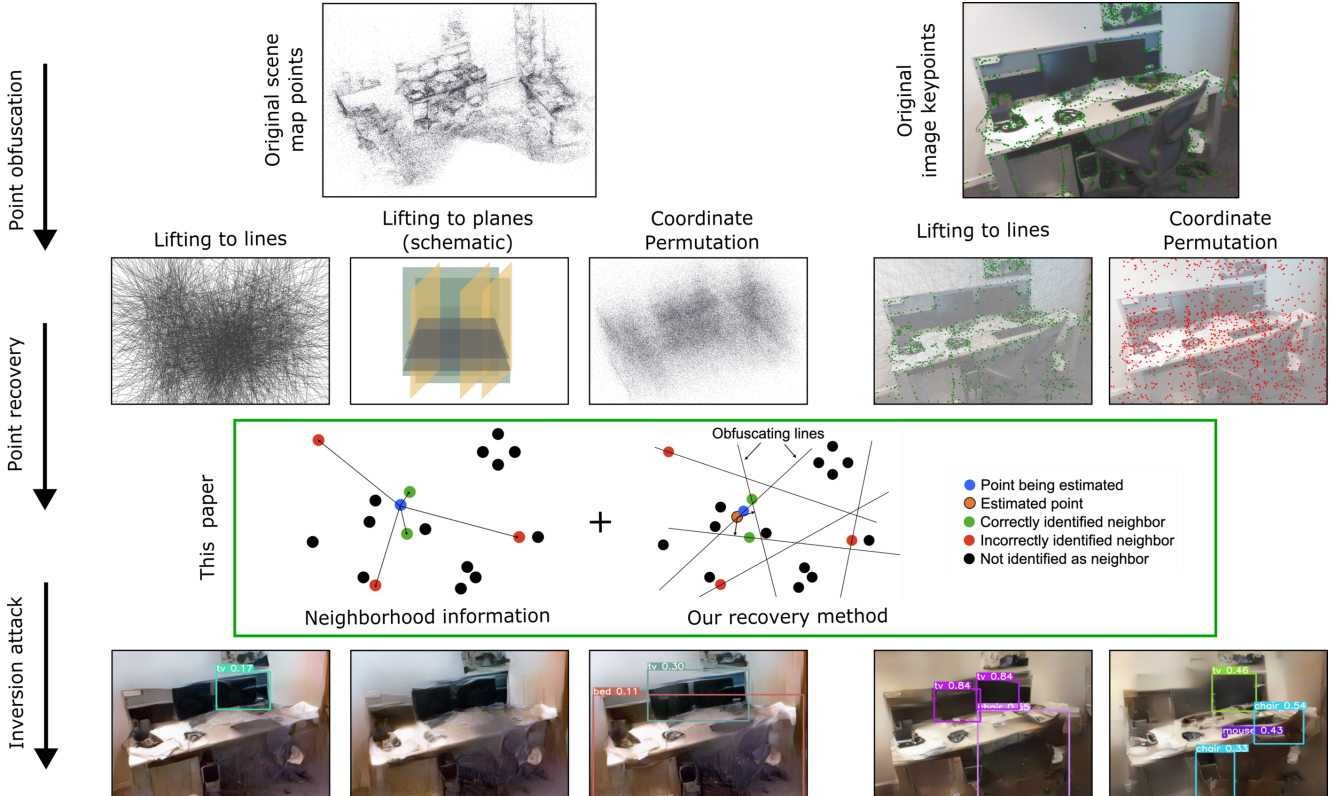 Point obfuscation
Original scene
map points
Original
image keypoints
Lifting to lines
Lifting to planes
(schematic)
Coordinate
Permutation
Lifting to lines
Coordinate
Permutation
Point recovery
This paper
Obfuscating lines
+
Point being estimated
Estimated point
Correctly identified neighbor
Incorrectly identified neighbor
Not identified as neighbor
Neighborhood information
Our recovery method
Inversion attack
tv 0.17
tv 0.30
bed 0.11
tv 0.84
tv 0.84
tv 0.46
chair 0.54
mouse 0.43
chair 0.33